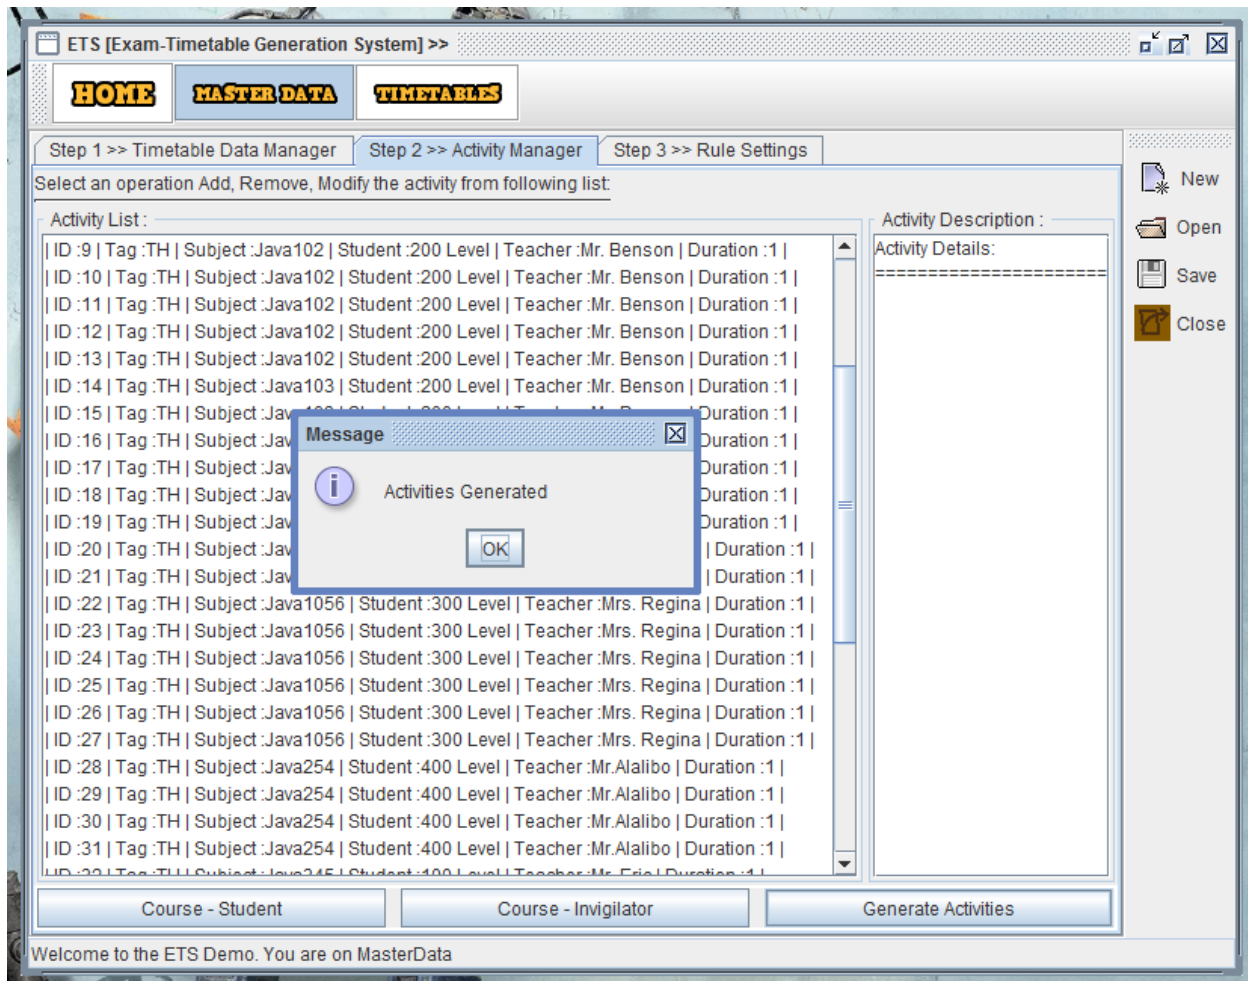 ETS [Exam-Timetable Generation System] >>
HOME MASTER DATA TIMETABLES
Step 1 >> Timetable Data Manager Step 2 >> Activity Manager Step 3 >> Rule Settings
Select an operation Add, Remove, Modify the activity from following list:
Activity List :
| ID :9 | Tag :TH | Subject :Java102 | Student :200 Level | Teacher :Mr. Benson | Duration :1 |
| ID :10 | Tag :TH | Subject :Java102 | Student :200 Level | Teacher :Mr. Benson | Duration :1 |
| ID :11 | Tag :TH | Subject :Java102 | Student :200 Level | Teacher :Mr. Benson | Duration :1 |
| ID :12 | Tag :TH | Subject :Java102 | Student :200 Level | Teacher :Mr. Benson | Duration :1 |
| ID :13 | Tag :TH | Subject :Java102 | Student :200 Level | Teacher :Mr. Benson | Duration :1 |
| ID :14 | Tag :TH | Subject :Java103 | Student :200 Level | Teacher :Mr. Benson | Duration :1 |
| ID :15 | Tag :TH | Subject Duration :1 |
| ID :16 | Tag :TH | Subject :Jav Duration :1 |
| ID :17 | Tag :TH | Subject :Jav Duration :1 |
| ID :18 | Tag :TH | Subject :Jav Duration :1 |
| ID :19 | Tag :TH | Subject :Jav Duration :1 |
| ID :20 | Tag :TH | Subject :Jav | Duration :1 |
| ID :21 | Tag :TH | Subject :Jav | Duration :1 |
| ID :22 | Tag :TH | Subject :Java1056 | Student :300 Level | Teacher :Mrs. Regina | Duration :1 |
| ID :23 | Tag :TH | Subject :Java1056 | Student :300 Level | Teacher :Mrs. Regina | Duration :1 |
| ID :24 | Tag :TH | Subject :Java1056 | Student :300 Level | Teacher :Mrs. Regina | Duration :1 |
| ID :25 | Tag :TH | Subject :Java1056 | Student :300 Level | Teacher :Mrs. Regina | Duration :1 |
| ID :26 | Tag :TH | Subject :Java1056 | Student :300 Level | Teacher :Mrs. Regina | Duration :1 |
| ID :27 | Tag :TH | Subject :Java1056 | Student :300 Level | Teacher :Mrs. Regina | Duration :1 |
| ID :28 | Tag :TH | Subject :Java254 | Student :400 Level | Teacher :Mr.Alalibo | Duration :1 |
| ID :29 | Tag :TH | Subject :Java254 | Student :400 Level | Teacher :Mr.Alalibo | Duration :1 |
| ID :30 | Tag :TH | Subject :Java254 | Student :400 Level | Teacher :Mr.Alalibo | Duration :1 |
| ID :31 | Tag :TH | Subject :Java254 | Student :400 Level | Teacher :Mr.Alalibo | Duration :1 |
Message
Activities Generated
OK
Activity Description :
Activity Details:
======================
New
Open
Save
Close
Course - Student Course - Invigilator Generate Activities
Welcome to the ETS Demo. You are on MasterData